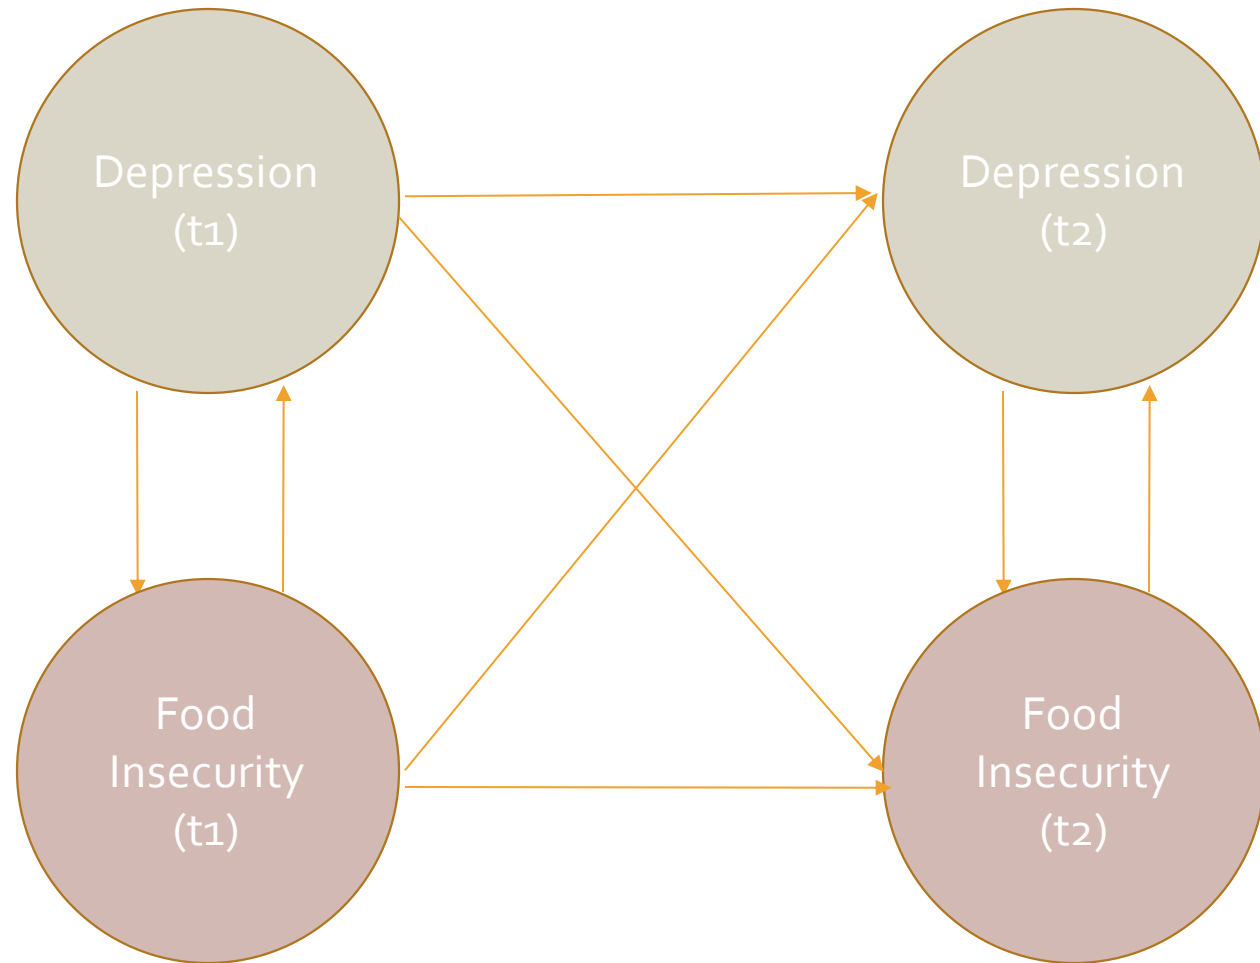 Depression
(t1)
Depression
(t2)
Food
Insecurity
(t1)
Food
Insecurity
(t2)